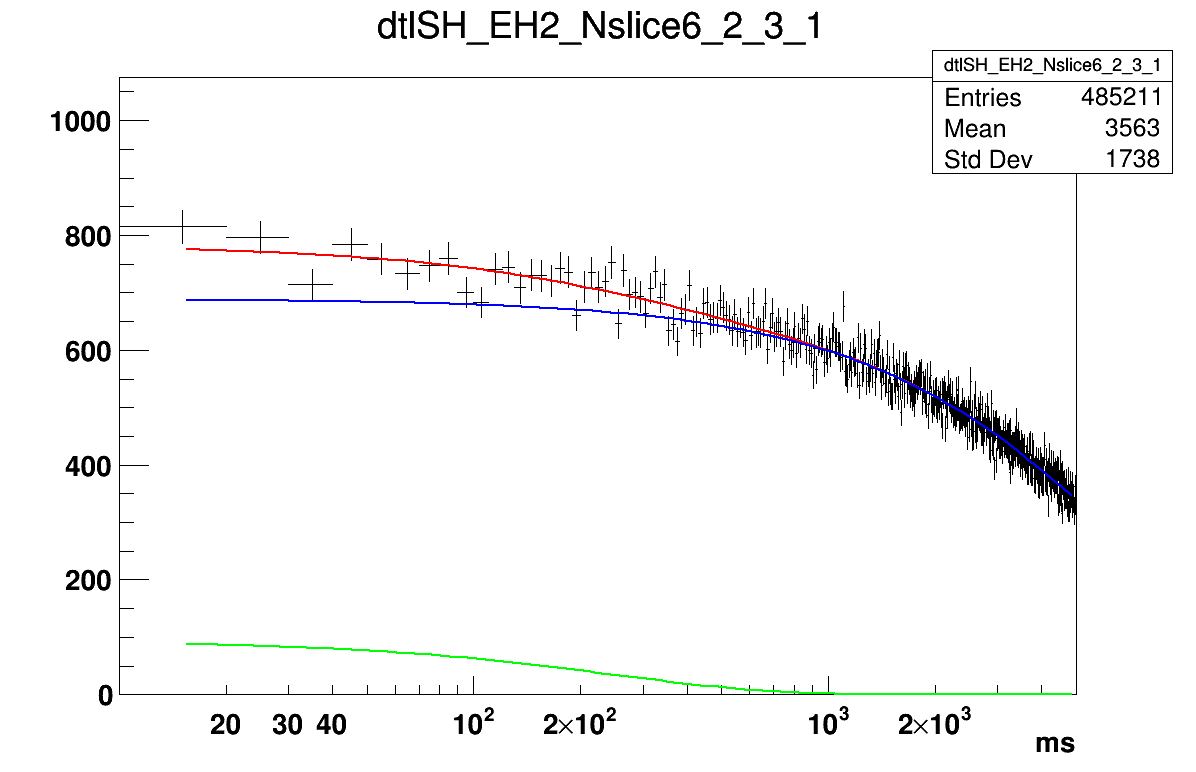 dtlSH_EH2_Nslice6_2_3_1
dtlSH_EH2_Nslice6_2_3_1
Entries 485211
Mean 3563
Std Dev 1738
1000
800
600
400
200
0
20 30 40 10² 2×10² 10³ 2×10³
ms